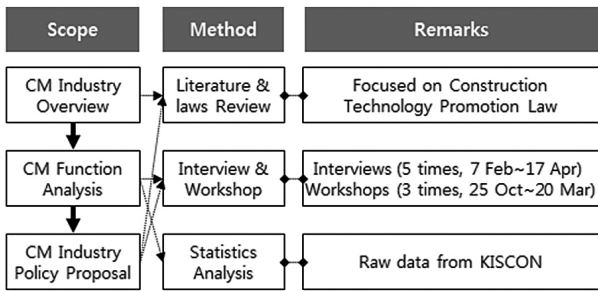 Scope
Method
Remarks
CM Industry
Overview
Literature &
laws Review
Focused on Construction
Technology Promotion Law
CM Function
Analysis
Interview &
Workshop
Interviews (5 times, 7 Feb~17 Apr)
Workshops (3 times, 25 Oct~20 Mar)
CM Industry
Policy Proposal
Statistics
Analysis
Raw data from KISCON